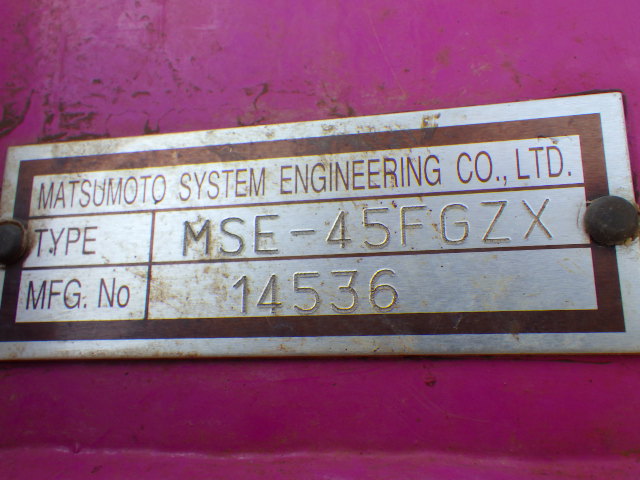 MATSUMOTO SYSTEM ENGINEERING CO., LTD.
TYPE MSE-45FGZX
MFG. No 14536